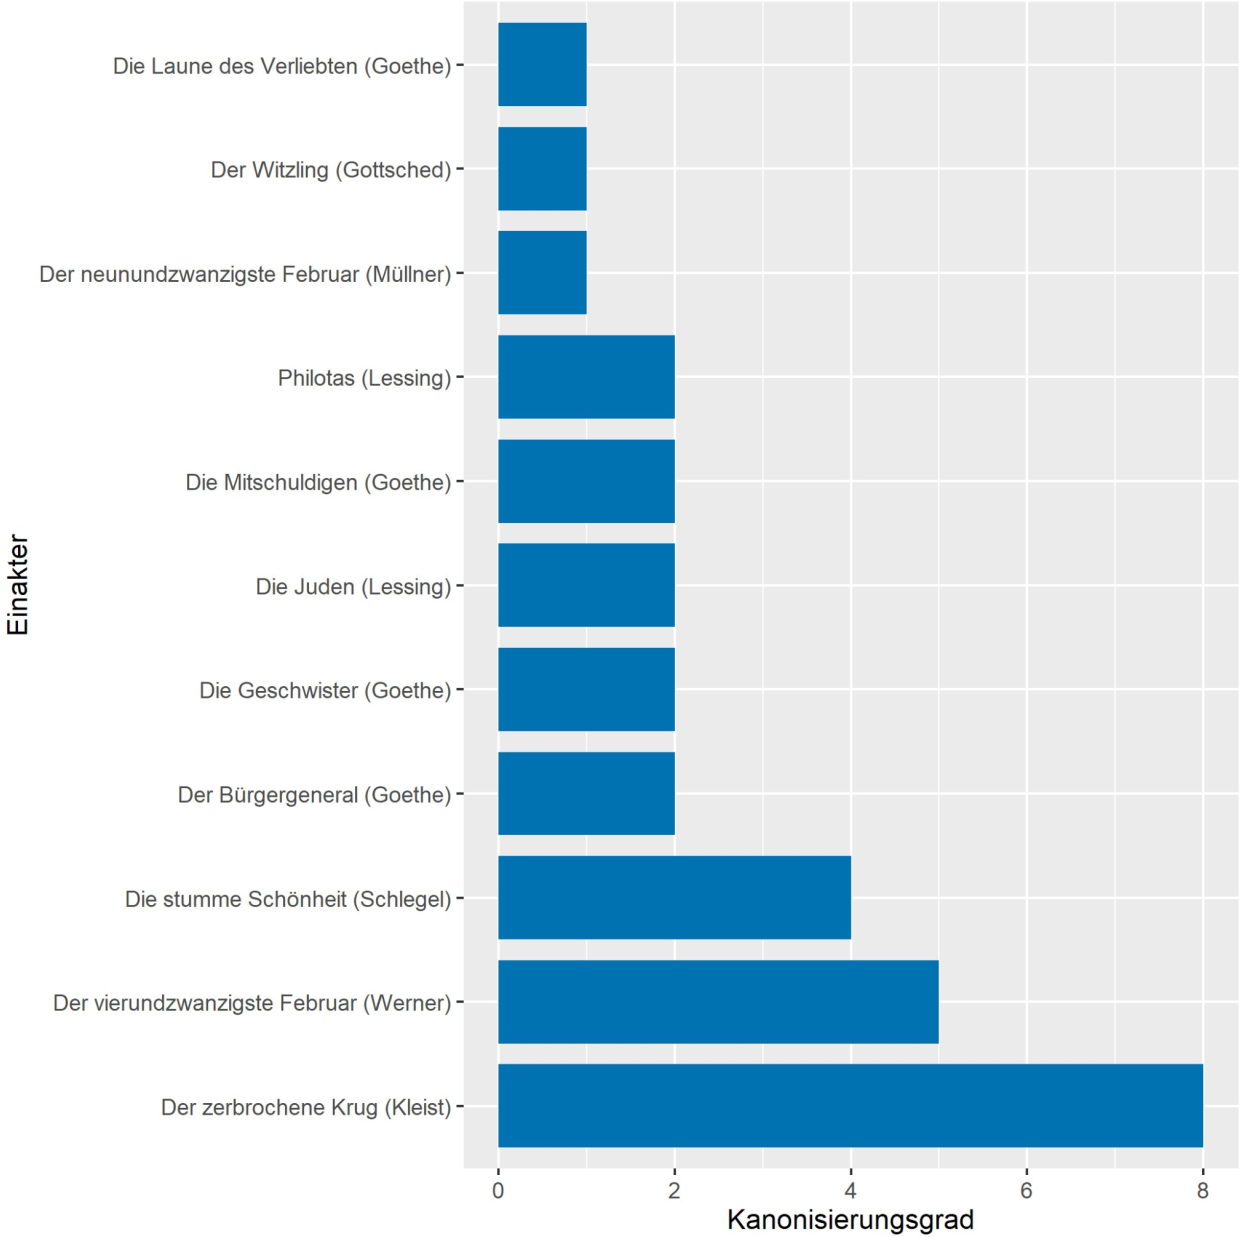 Die Laune des Verliebten (Goethe)
Der Witzling (Gottsched)
Der neunundzwanzigste Februar (Müllner)
Philotas (Lessing)
Die Mitschuldigen (Goethe)
Die Juden (Lessing)
Die Geschwister (Goethe)
Der Bürgergeneral (Goethe)
Die stumme Schönheit (Schlegel)
Der vierundzwanzigste Februar (Werner)
Der zerbrochene Krug (Kleist)
Einakter
0 2 4 6 8
Kanonisierungsgrad